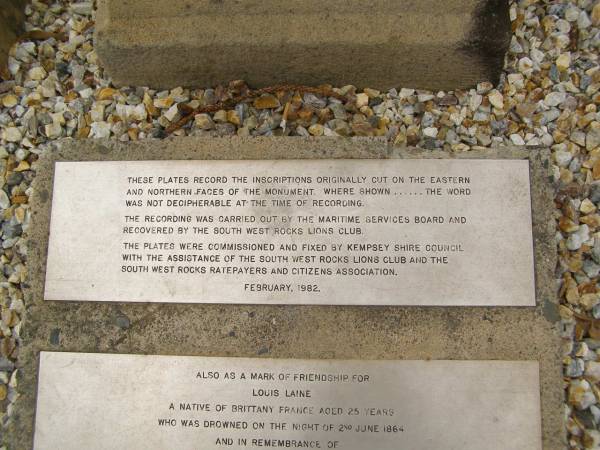 THESE PLATES RECORD THE INSCRIPTIONS ORIGINALLY CUT ON THE EASTERN
AND NORTHERN FACES OF THE MONUMENT. WHERE SHOWN ...... THE WORD
WAS NOT DECIPHERABLE AT THE TIME OF RECORDING.
THE RECORDING WAS CARRIED OUT BY THE MARITIME SERVICES BOARD AND
RECOVERED BY THE SOUTH WEST ROCKS LIONS CLUB.
THE PLATES WERE COMMISSIONED AND FIXED BY KEMPSEY SHIRE COUNCIL
WITH THE ASSISTANCE OF THE SOUTH WEST ROCKS LIONS CLUB AND THE
SOUTH WEST ROCKS RATEPAYERS AND CITIZENS ASSOCIATION.
FEBRUARY, 1982.
ALSO AS A MARK OF FRIENDSHIP FOR
LOUIS LAINE
A NATIVE OF BRITTANY FRANCE AGED 25 YEARS
WHO WAS DROWNED ON THE NIGHT OF 2ND JUNE 1864
AND IN REMEMBRANCE OF